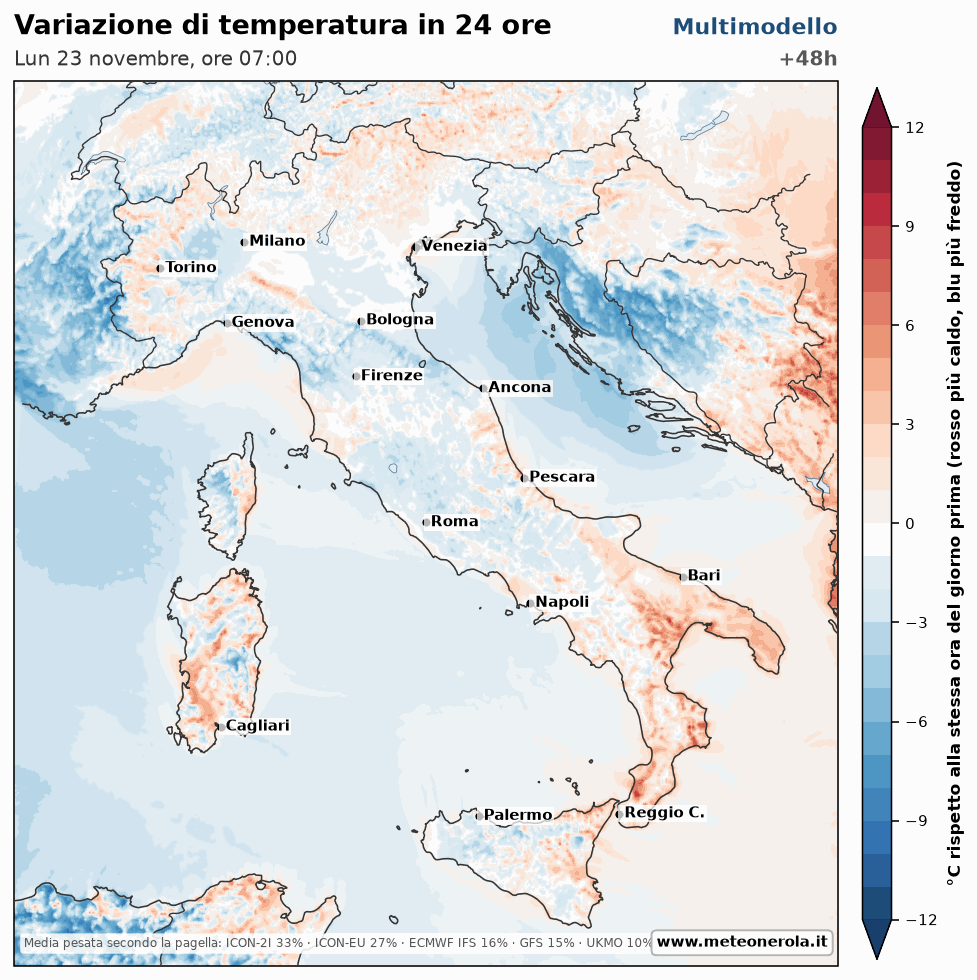 Variazione di temperatura in 24 ore
Multimodello
Lun 23 novembre, ore 07:00
+48h
Milano
Venezia
Torino
Genova
Bologna
Firenze
Ancona
Pescara
Roma
Bari
Napoli
Cagliari
Palermo
Reggio C.
12
9
6
3
0
−3
−6
−9
−12
°C rispetto alla stessa ora del giorno prima (rosso più caldo, blu più freddo)
Media pesata secondo la pagella: ICON-2I 33% · ICON-EU 27% · ECMWF IFS 16% · GFS 15% · UKMO 10%
www.meteonerola.it